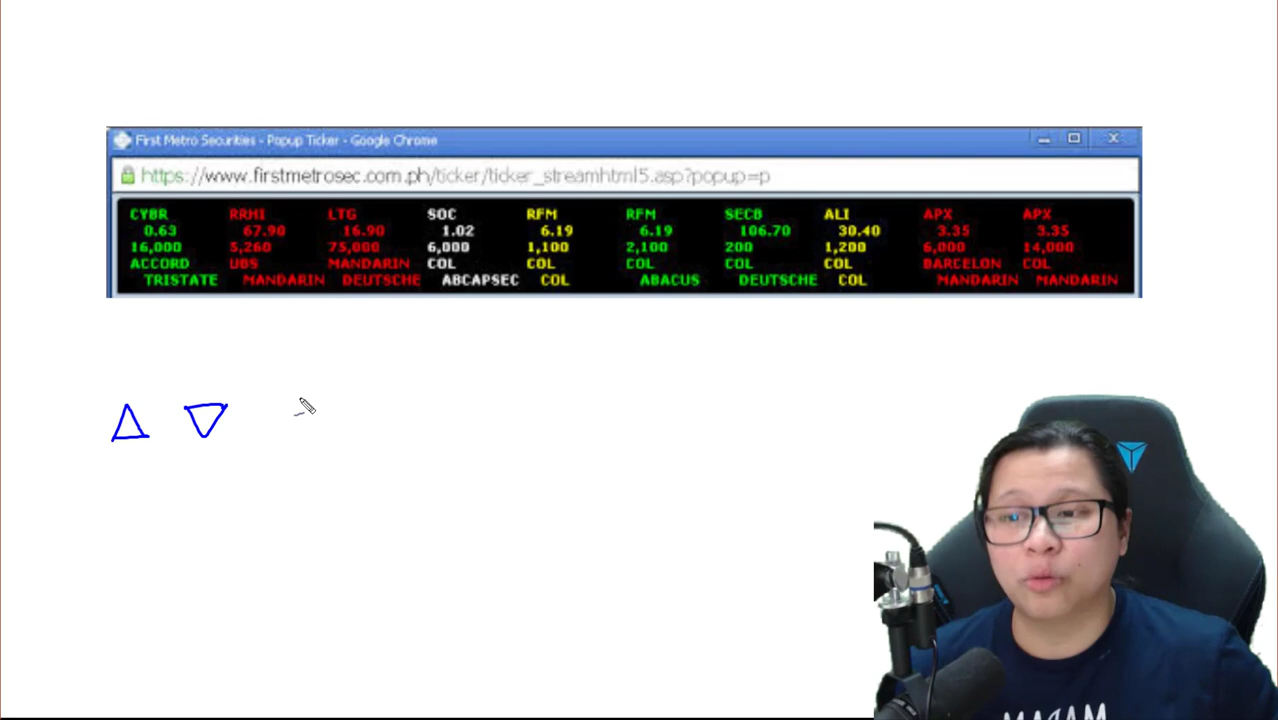 First Metro Securities - Popup Ticker - Google Chrome
https://www.firstmetrosec.com.ph/ticker/ticker_streamhtml5.asp?popup=p
CYBR RRHI LTG SOC RFM RFM SECB ALI APX APX
0.63 67.90 16.90 1.02 6.19 6.19 106.70 30.40 3.35 3.35
16,000 3,260 75,000 6,000 1,100 2,100 200 1,200 6,000 14,000
ACCORD UBS MANDARIN COL COL COL COL COL BARCELON COL
TRISTATE MANDARIN DEUTSCHE ABCAPSEC COL ABACUS DEUTSCHE COL MANDARIN MANDARIN